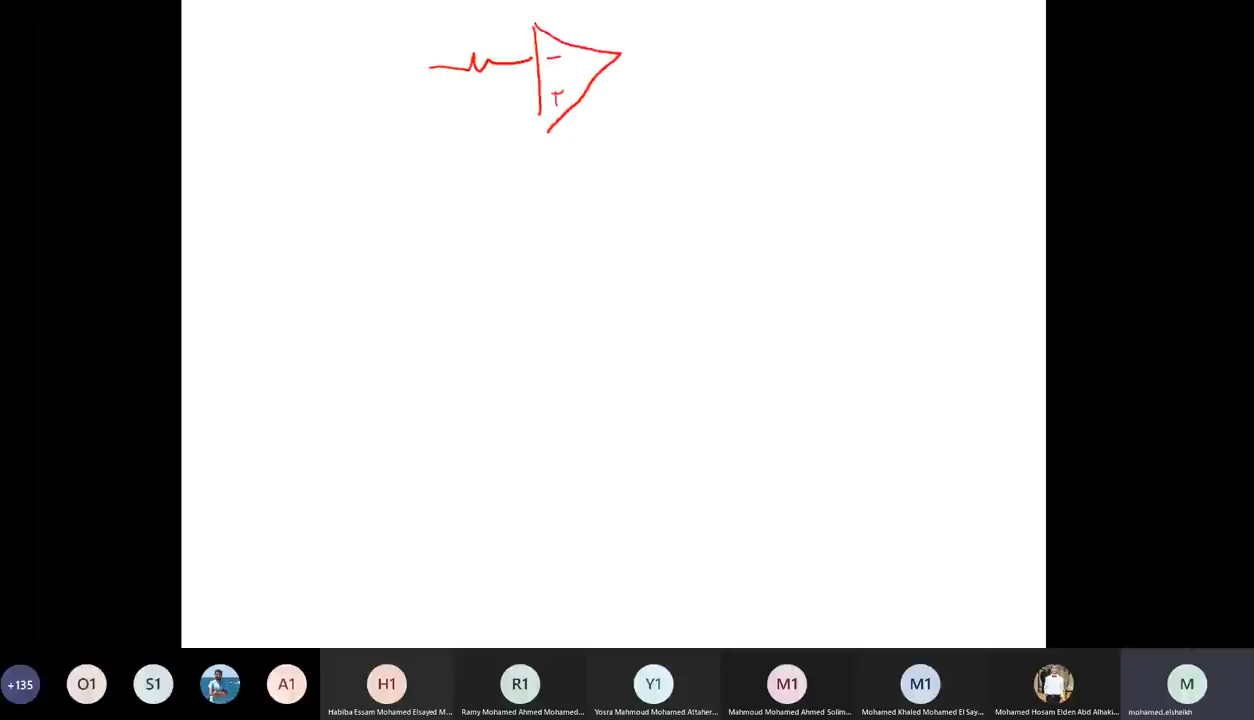 −
+
+135
O1
S1
A1
H1
R1
Y1
M1
M1
M
Habiba Essam Mohamed Elsayed M...
Ramy Mohamed Ahmed Mohamed...
Yosra Mahmoud Mohamed Attaher...
Mahmoud Mohamed Ahmed Solim...
Mohamed Khaled Mohamed El Say...
Mohamed Hosam Elden Abd Alhaki...
mohamed.elsheikh